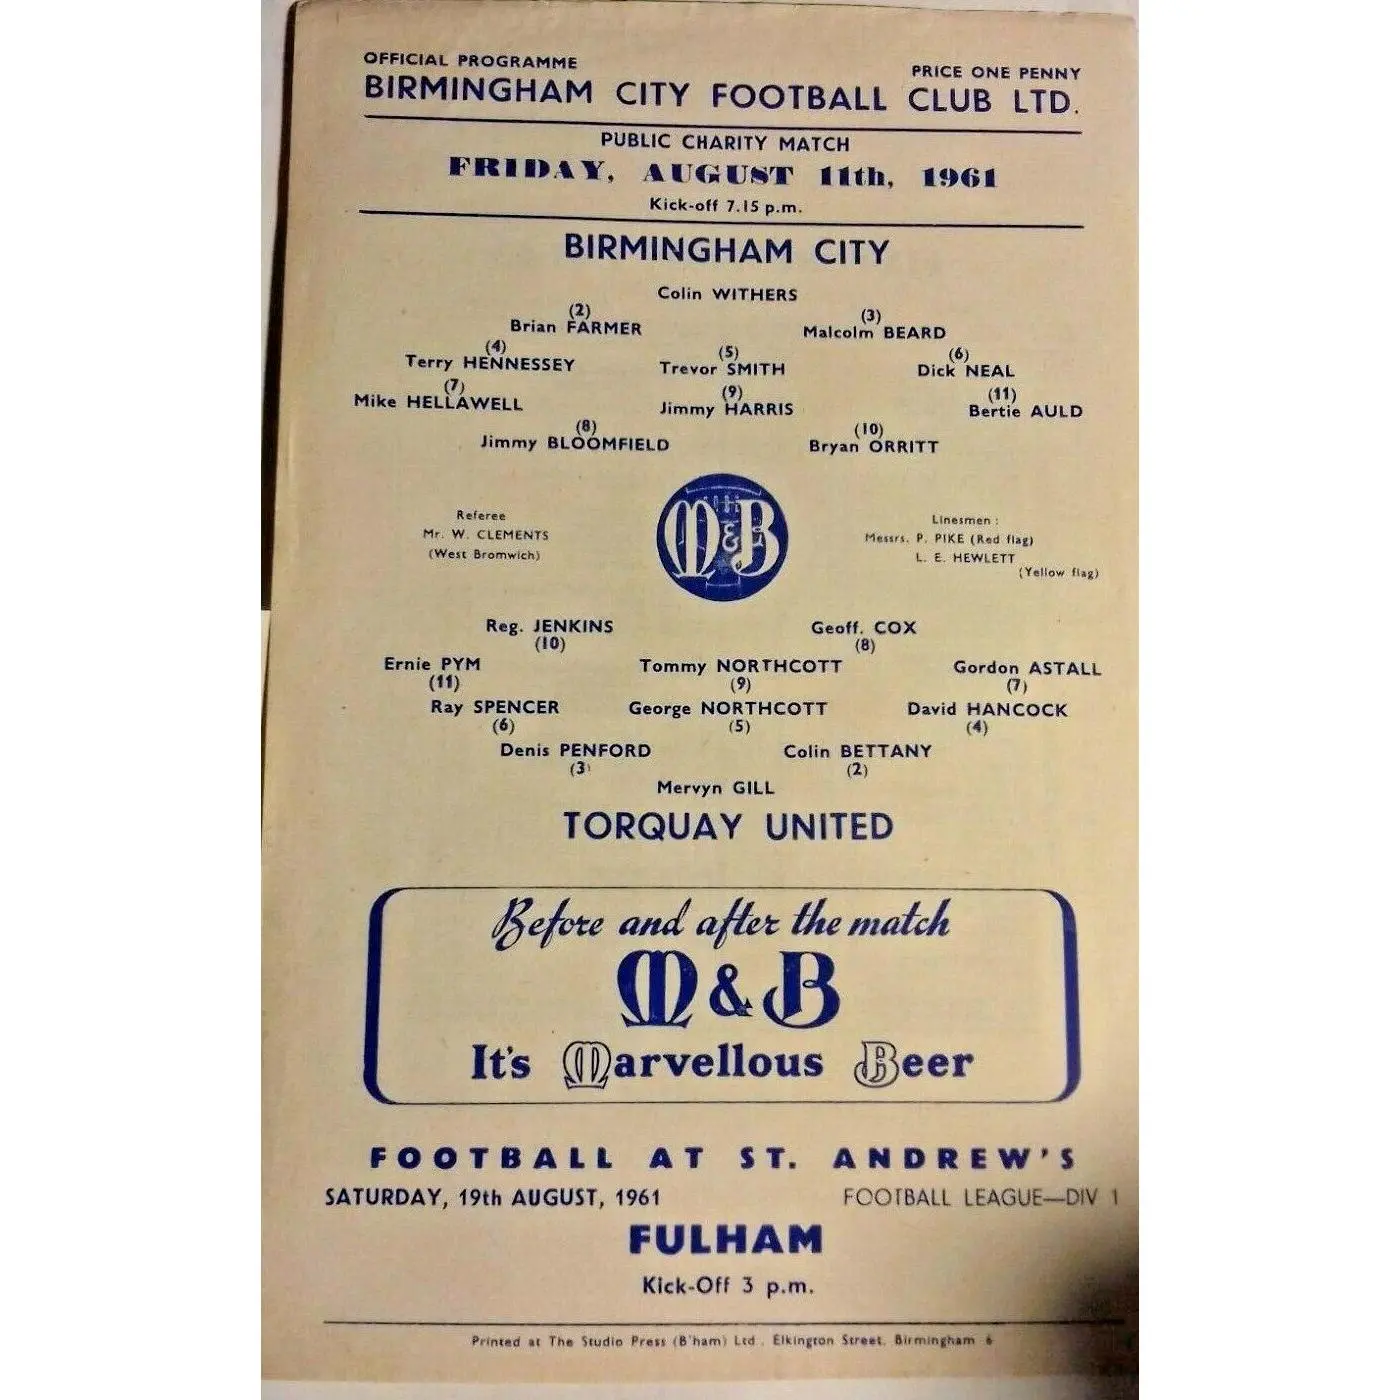 OFFICIAL PROGRAMME
PRICE ONE PENNY
BIRMINGHAM CITY FOOTBALL CLUB LTD.
PUBLIC CHARITY MATCH
FRIDAY, AUGUST 11th, 1961
Kick-off 7.15 p.m.
BIRMINGHAM CITY
Colin WITHERS
(2) (3)
Brian FARMER Malcolm BEARD
(4) (5) (6)
Terry HENNESSEY Trevor SMITH Dick NEAL
(7) (9) (11)
Mike HELLAWELL Jimmy HARRIS Bertie AULD
(8) (10)
Jimmy BLOOMFIELD Bryan ORRITT
Referee
Mr. W. CLEMENTS
(West Bromwich)
M&B
Linesmen :
Messrs. P. PIKE (Red flag)
L. E. HEWLETT
(Yellow flag)
Reg. JENKINS Geoff. COX
(10) (8)
Ernie PYM Tommy NORTHCOTT Gordon ASTALL
(11) (9) (7)
Ray SPENCER George NORTHCOTT David HANCOCK
(6) (5) (4)
Denis PENFORD Colin BETTANY
(3) (2)
Mervyn GILL
TORQUAY UNITED
Before and after the match
M & B
It's Marvellous Beer
FOOTBALL AT ST. ANDREW'S
SATURDAY, 19th AUGUST, 1961 FOOTBALL LEAGUE—DIV 1
FULHAM
Kick-Off 3 p.m.
Printed at The Studio Press (B'ham) Ltd., Elkington Street, Birmingham 6